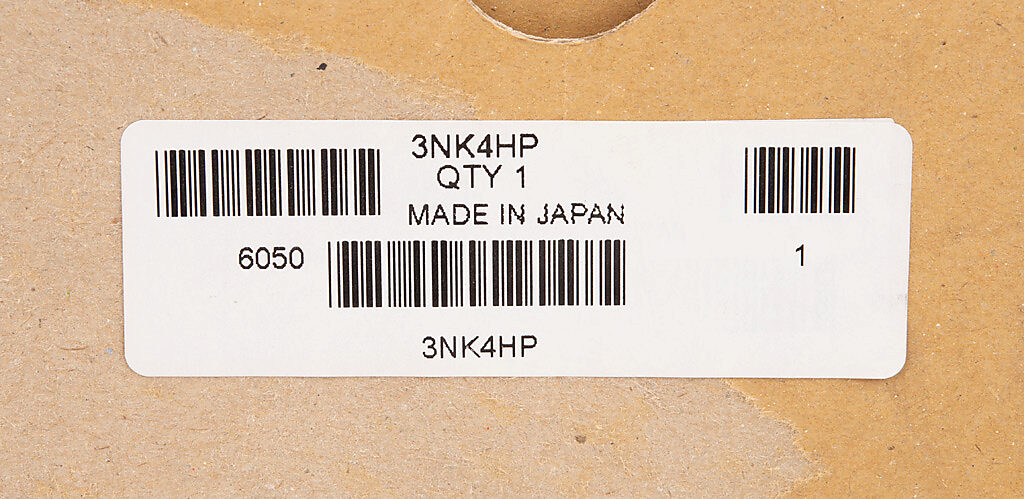 3NK4HP
QTY 1
MADE IN JAPAN
6050
1
3NK4HP